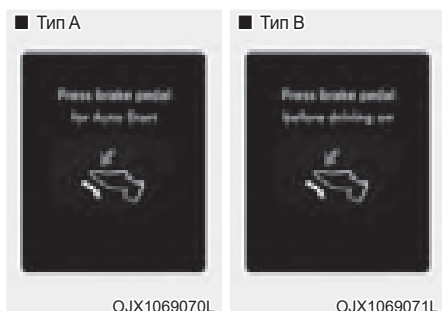 ■ Тип A
Press brake pedal
for Auto Start
OJX1069070L
■ Тип B
Press brake pedal
before driving on
OJX1069071L